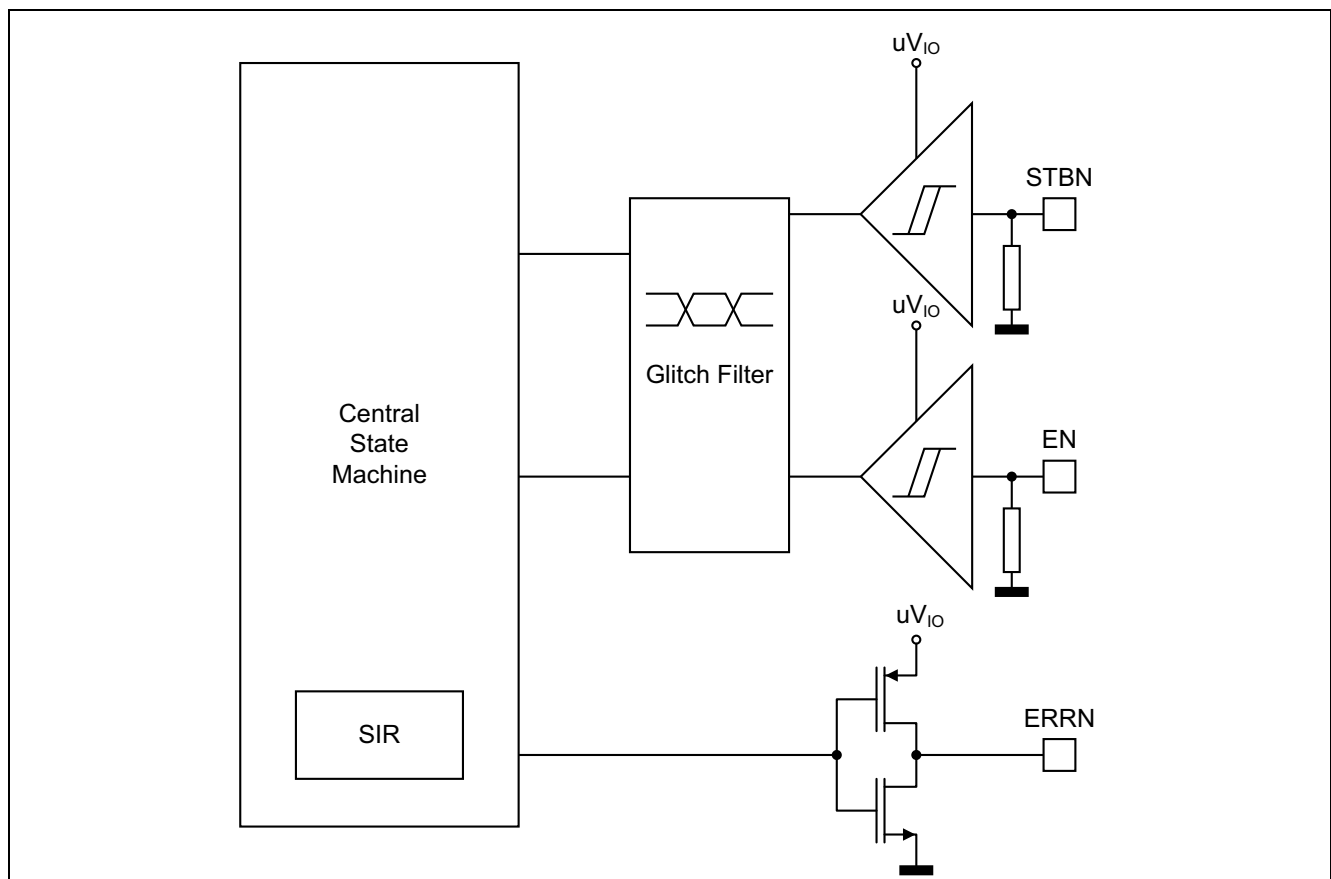 uV_IO
STBN
uV_IO
Glitch Filter
Central
State
Machine
EN
uV_IO
SIR
ERRN